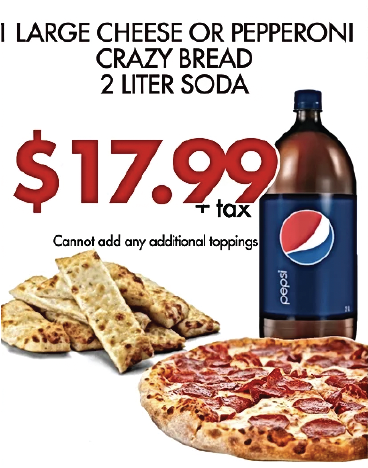 1 LARGE CHEESE OR PEPPERONI
CRAZY BREAD
2 LITER SODA
$17.99
+ tax
Cannot add any additional toppings
pepsi
2L